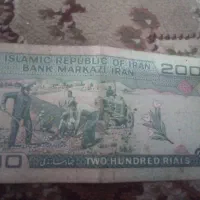 ISLAMIC REPUBLIC OF IRAN
BANK MARKAZI IRAN
200
TWO HUNDRED RIALS